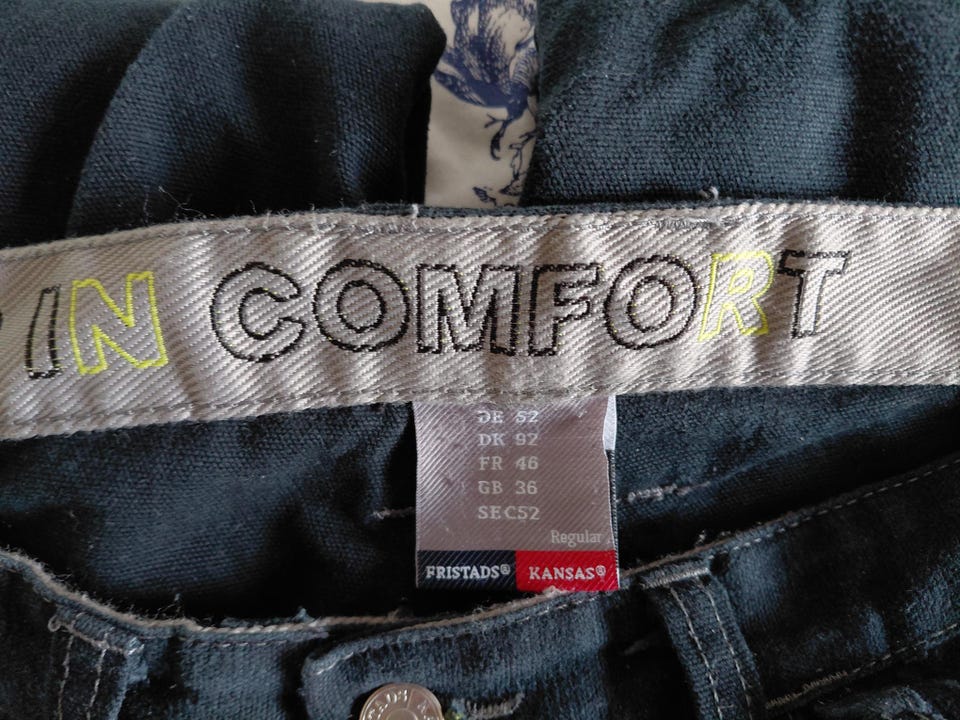 IN COMFORT
DE 52
DK 92
FR 46
GB 36
SE C52
Regular
FRISTADS® KANSAS®